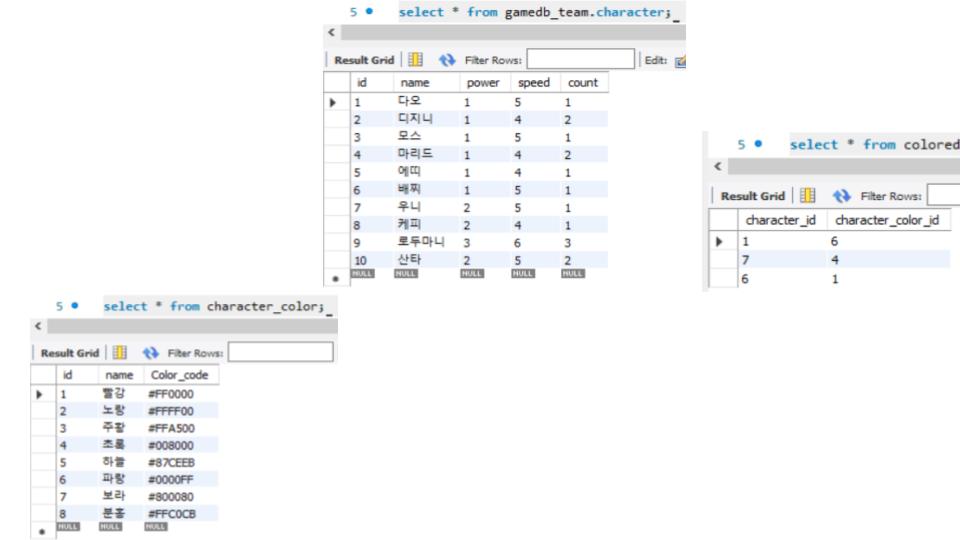 5 select * from gamedb_team.character;
Result Grid Filter Rows: Edit:
id name power speed count
1 다오 1 5 1
2 디지니 1 4 2
3 모스 1 5 1
4 마리드 1 4 2
5 에띠 1 4 1
6 배찌 1 5 1
7 우니 2 5 1
8 케피 2 4 1
9 로두마니 3 6 3
10 산타 2 5 2
NULL NULL NULL NULL NULL
5 select * from colored
Result Grid Filter Rows:
character_id character_color_id
1 6
7 4
6 1
5 select * from character_color;
Result Grid Filter Rows:
id name Color_code
1 빨강 #FF0000
2 노랑 #FFFF00
3 주황 #FFA500
4 초록 #008000
5 하늘 #87CEEB
6 파랑 #0000FF
7 보라 #800080
8 분홍 #FFC0CB
NULL NULL NULL